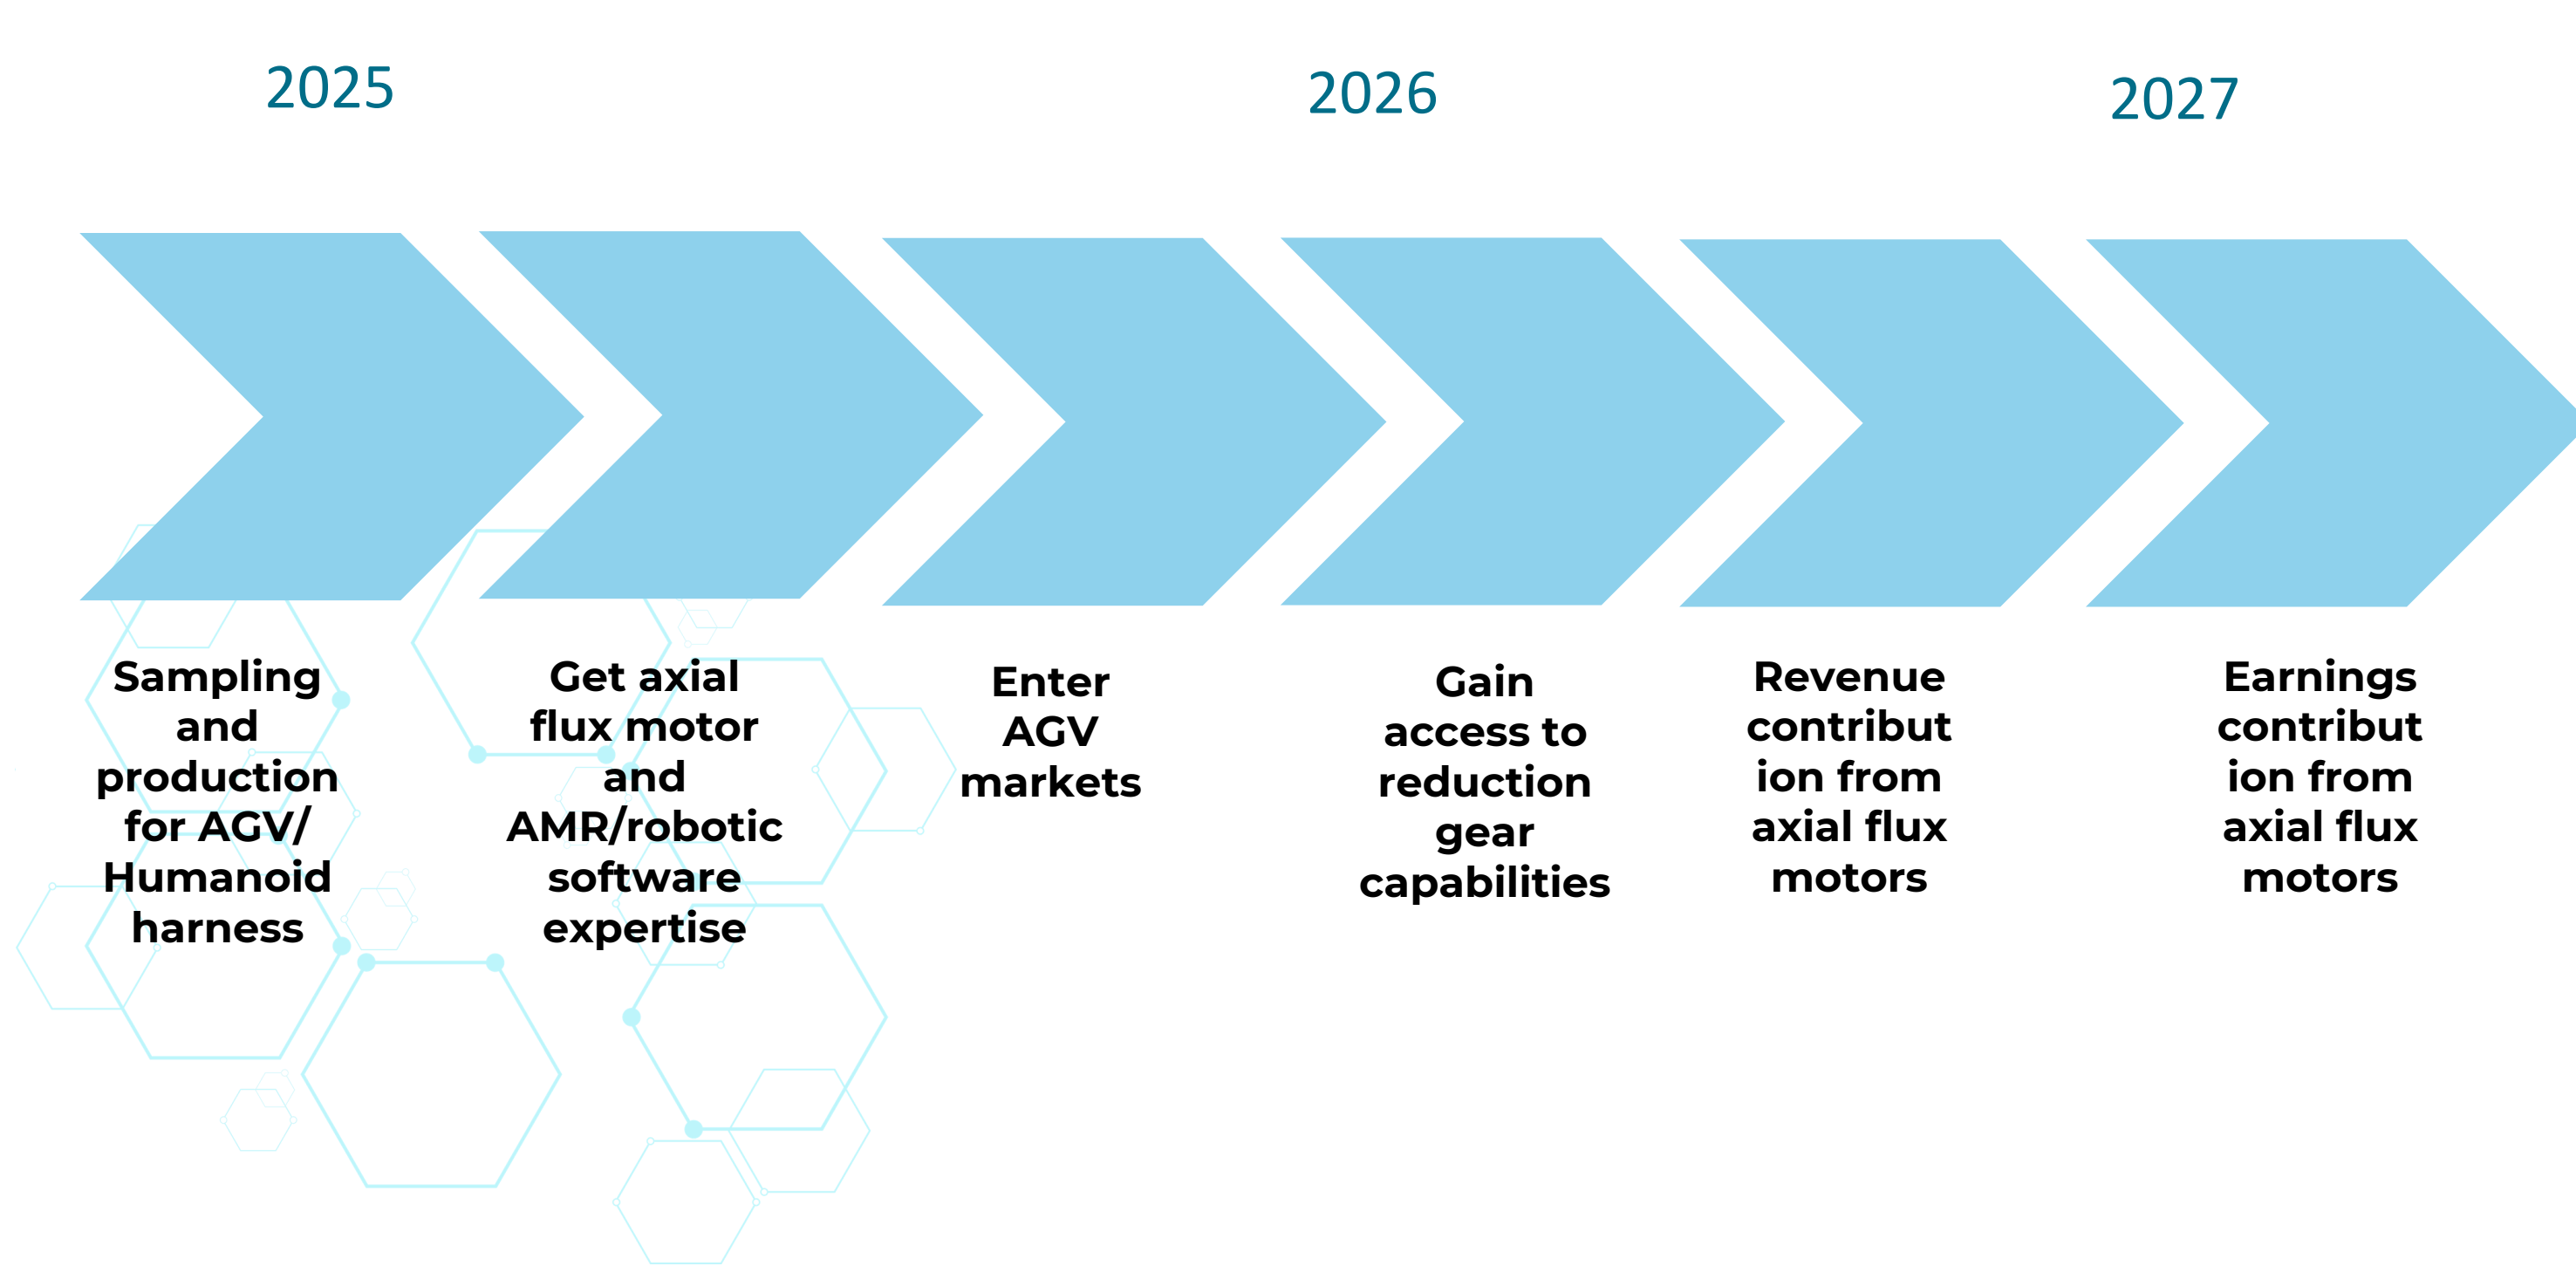 2025
2026
2027
Sampling
and
production
for AGV/
Humanoid
harness
Get axial
flux motor
and
AMR/robotic
software
expertise
Enter
AGV
markets
Gain
access to
reduction
gear
capabilities
Revenue
contribut
ion from
axial flux
motors
Earnings
contribut
ion from
axial flux
motors